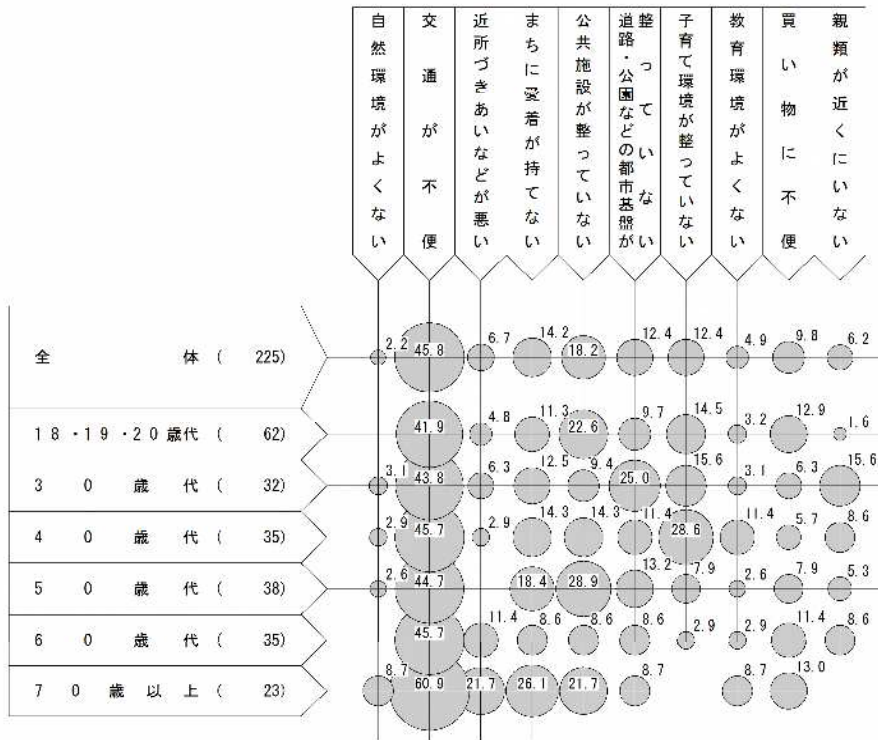 自然環境がよくない
交通が不便
近所づきあいなどが悪い
まちに愛着が持てない
公共施設が整っていない
道路・公園などの都市基盤が
整っていない
子育て環境が整っていない
教育環境がよくない
買い物に不便
親類が近くにいない
全体 ( 225)
2.2 45.8 6.7 14.2 18.2 12.4 12.4 4.9 9.8 6.2
18・19・20歳代 ( 62)
41.9 4.8 11.3 22.6 9.7 14.5 3.2 12.9 1.6
30歳代 ( 32)
3.1 43.8 6.3 12.5 9.4 25.0 15.6 3.1 6.3 15.6
40歳代 ( 35)
2.9 45.7 2.9 14.3 14.3 11.4 28.6 11.4 5.7 8.6
50歳代 ( 38)
2.6 44.7 18.4 28.9 13.2 7.9 2.6 7.9 5.3
60歳代 ( 35)
45.7 11.4 8.6 8.6 8.6 2.9 2.9 11.4 8.6
70歳以上 ( 23)
8.7 60.9 21.7 26.1 21.7 8.7 8.7 13.0